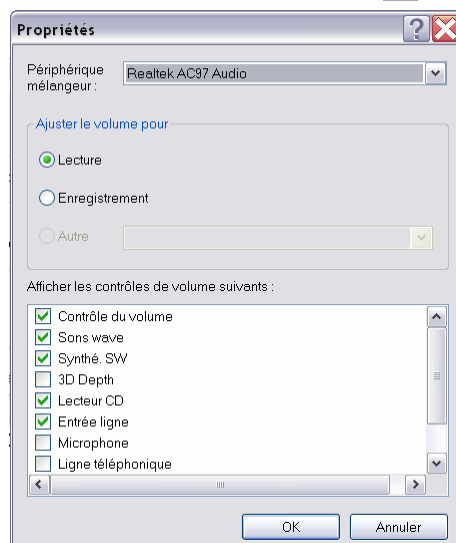 Propriétés
Périphérique
mélangeur :
Realtek AC97 Audio
Ajuster le volume pour
Lecture
Enregistrement
Autre
Afficher les contrôles de volume suivants :
Contrôle du volume
Sons wave
Synthé. SW
3D Depth
Lecteur CD
Entrée ligne
Microphone
Ligne téléphonique
OK
Annuler